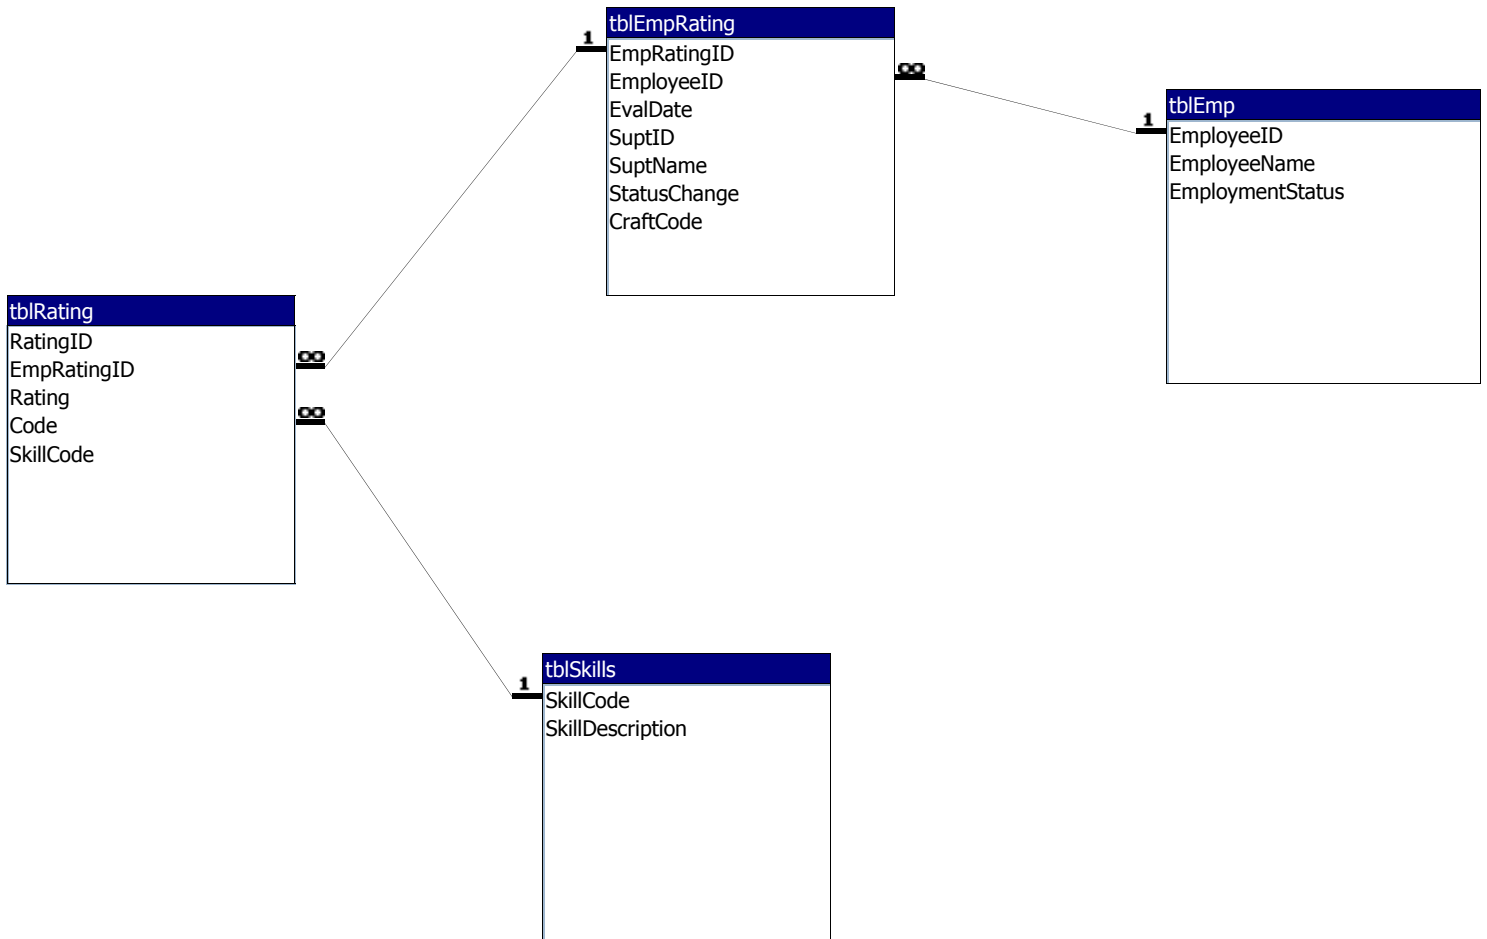 tblEmpRating
1
EmpRatingID
EmployeeID
EvalDate
SuptID
SuptName
StatusChange
CraftCode
∞
tblEmp
1
EmployeeID
EmployeeName
EmploymentStatus
tblRating
RatingID
EmpRatingID
Rating
Code
SkillCode
∞
∞
tblSkills
1
SkillCode
SkillDescription